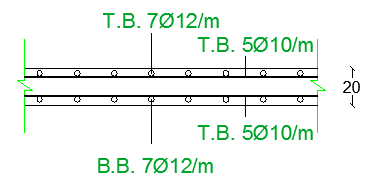 T.B. 7Ø12/m
T.B. 5Ø10/m
20
T.B. 5Ø10/m
B.B. 7Ø12/m